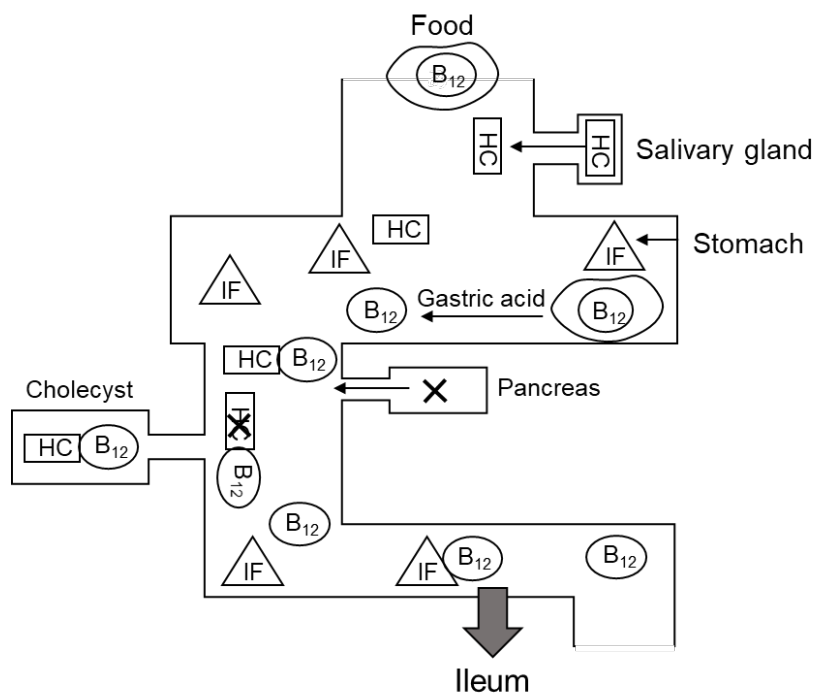 Food
B12
HC
HC
Salivary gland
HC
IF
IF
IF
Stomach
B12
Gastric acid
B12
HC
B12
Cholecyst
Pancreas
HC
HC
B12
B12
B12
IF
IF
B12
B12
Ileum